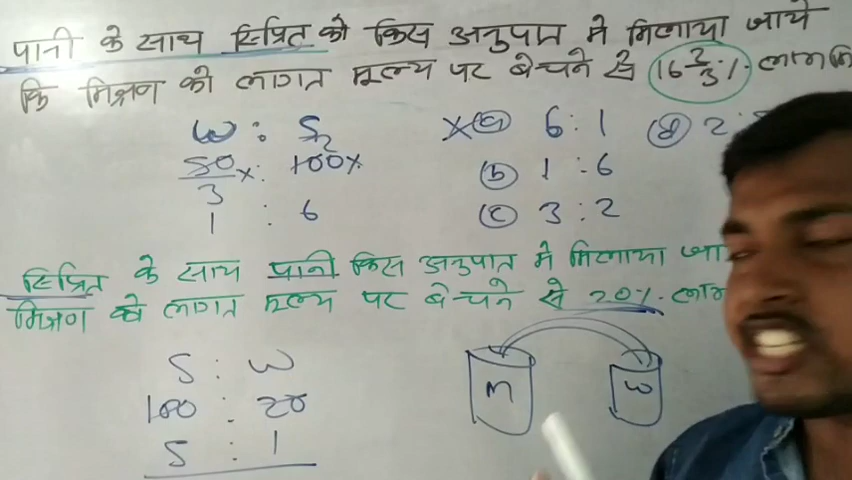 पानी के साथ स्प्रिित को किस अनुपात में मिलाया जाये
कि मिश्रण को लागत मूल्य पर बेचने से 16 2/3 %. लाभ
W : S
50/3 % : 100%
1 : 6
(a) 6 : 1 (d) 2 :
(b) 1 : 6
(c) 3 : 2
स्प्रिित के साथ पानी किस अनुपात में मिलाया
मिश्रण को लागत मूल्य पर बेचने से 20%. लाभ
S : W
100 : 20
5 : 1
M W